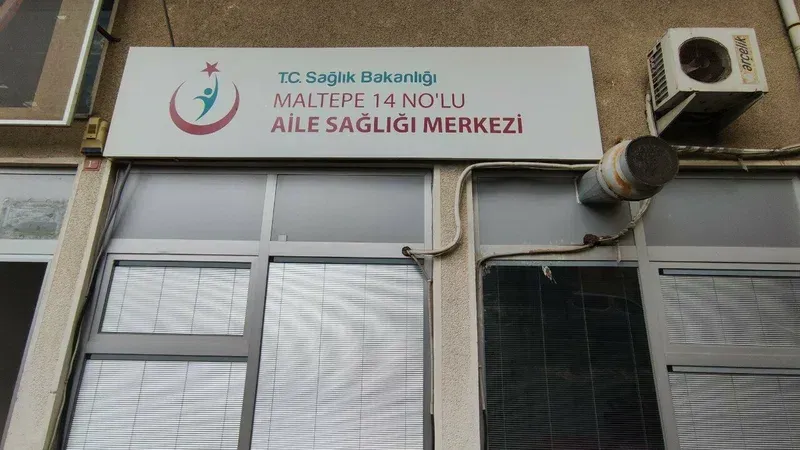 T.C. Sağlık Bakanlığı
MALTEPE 14 NO'LU
AİLE SAĞLIĞI MERKEZİ
arçelik